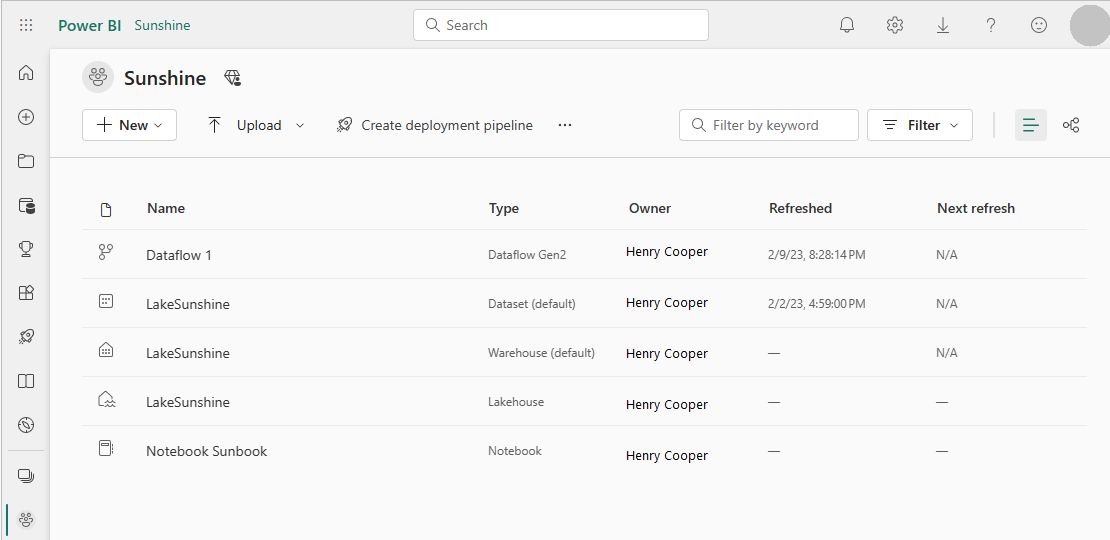 Power BI Sunshine Search
Sunshine
New Upload Create deployment pipeline Filter by keyword Filter
Name Type Owner Refreshed Next refresh
Dataflow 1 Dataflow Gen2 Henry Cooper 2/9/23, 8:28:14 PM N/A
LakeSunshine Dataset (default) Henry Cooper 2/2/23, 4:59:00 PM N/A
LakeSunshine Warehouse (default) Henry Cooper — N/A
LakeSunshine Lakehouse Henry Cooper — —
Notebook Sunbook Notebook Henry Cooper — —